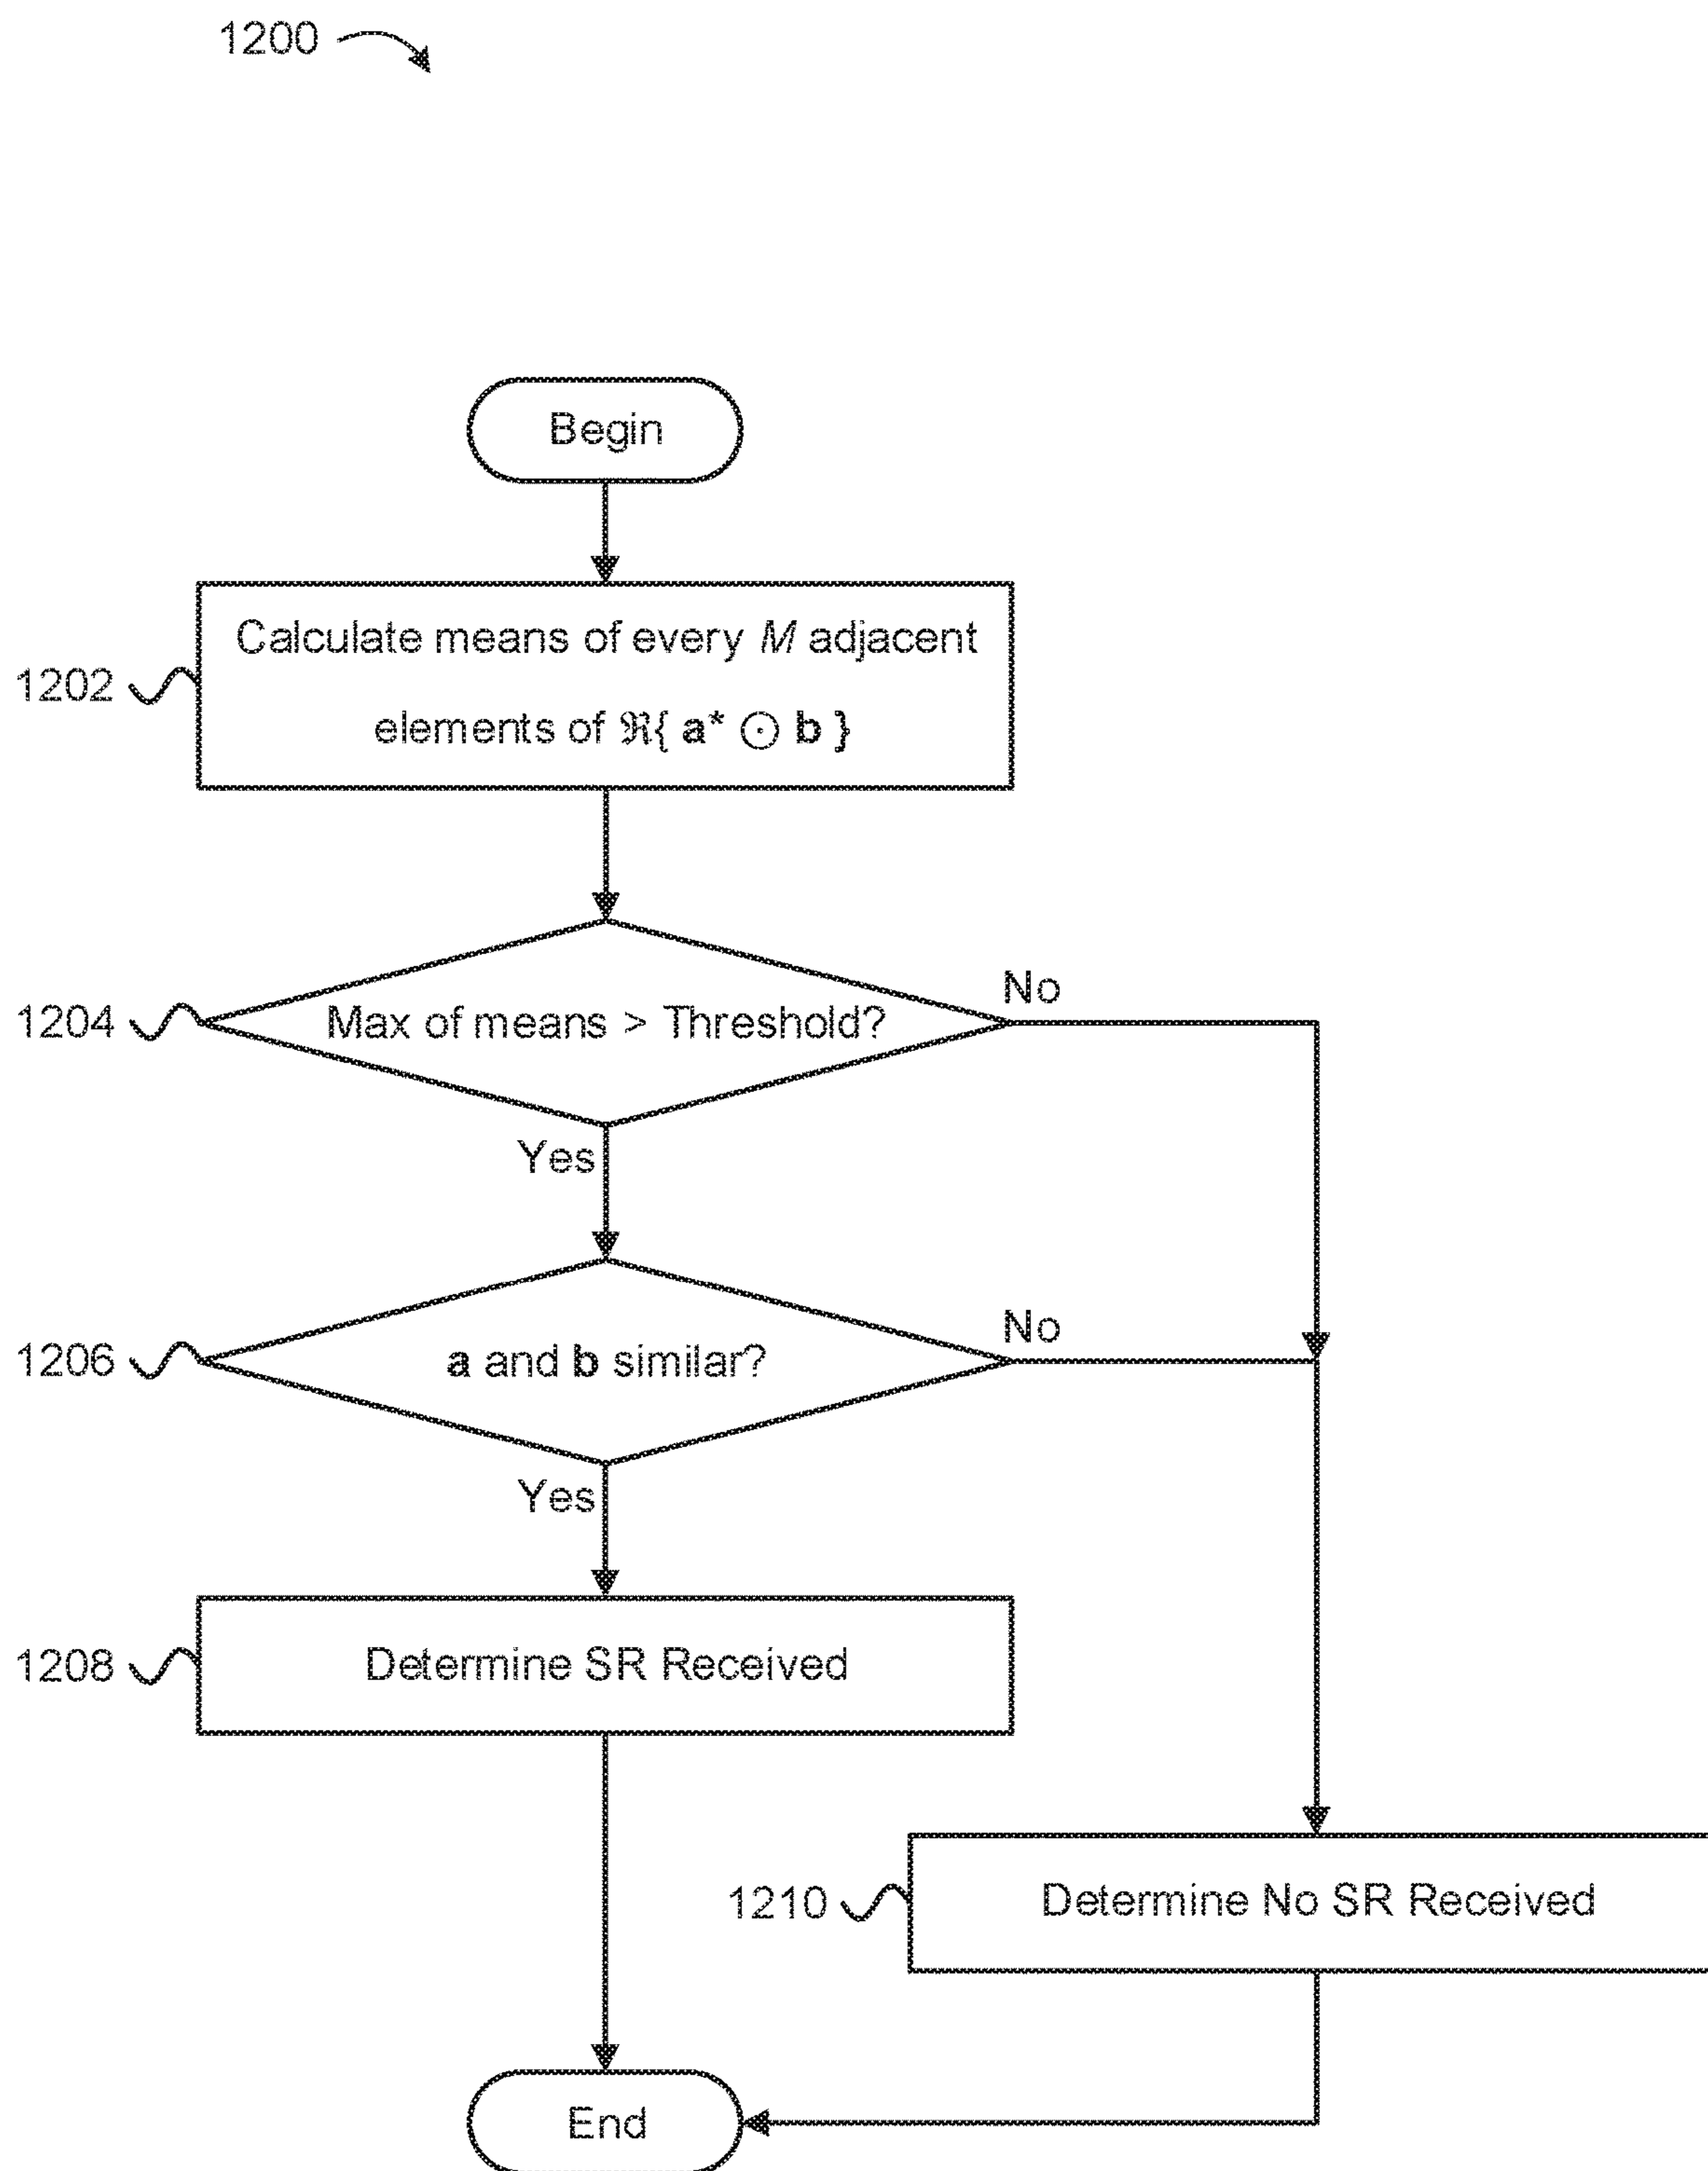 1200
Begin
1202
Calculate means of every M adjacent
elements of ℜ{ a* ⊙ b }
1204
Max of means > Threshold?
No
Yes
1206
a and b similar?
No
Yes
1208
Determine SR Received
1210
Determine No SR Received
End